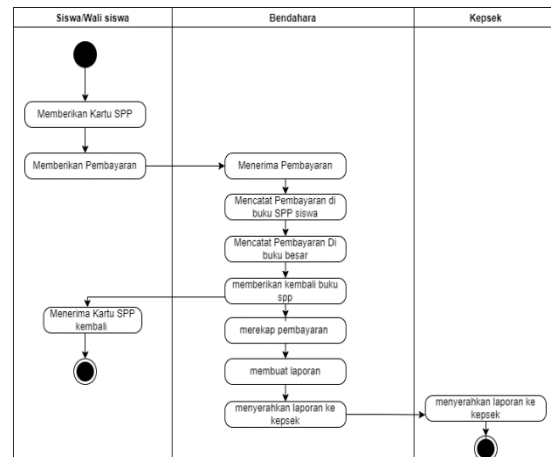 Siswa/Wali siswa
Bendahara
Kepsek
Memberikan Kartu SPP
Memberikan Pembayaran
Menerima Pembayaran
Mencatat Pembayaran di
buku SPP siswa
Mencatat Pembayaran Di
buku besar
memberikan kembali buku
spp
Menerima Kartu SPP
kembali
merekap pembayaran
membuat laporan
menyerahkan laporan ke
kepsek
menyerahkan laporan ke
kepsek